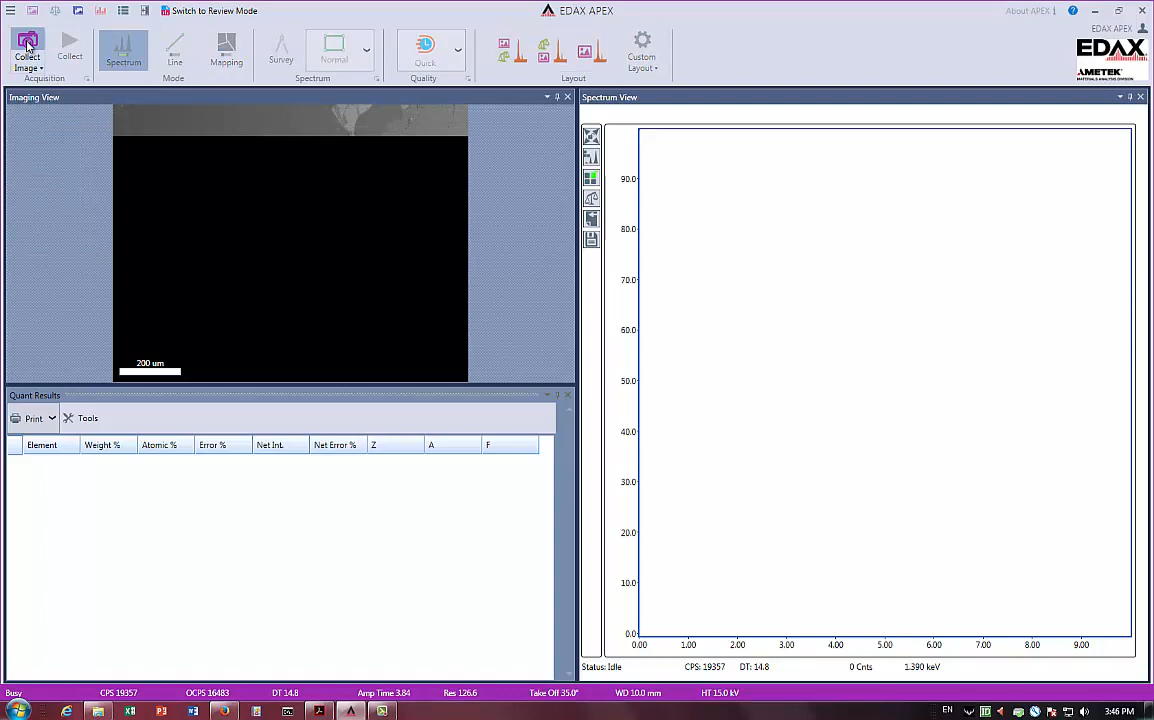 Switch to Review Mode
EDAX APEX
About APEX
EDAX APEX
Collect Image
Collect
Spectrum
Line
Mapping
Survey
Normal
Quick
Custom Layout
EDAX
AMETEK
MATERIALS ANALYSIS DIVISION
Acquisition
Mode
Spectrum
Quality
Layout
Imaging View
200 um
Quant Results
Print
Tools
Element Weight % Atomic % Error % Net Int. Net Error % Z A F
Spectrum View
90.0
80.0
70.0
60.0
50.0
40.0
30.0
20.0
10.0
0.0
0.00 1.00 2.00 3.00 4.00 5.00 6.00 7.00 8.00 9.00
Status: Idle CPS: 19357 DT: 14.8 0 Cnts 1.390 keV
Busy CPS 19357 OCPS 16483 DT 14.8 Amp Time 3.84 Res 126.6 Take Off 35.0° WD 10.0 mm HT 15.0 kV
EN 3:46 PM